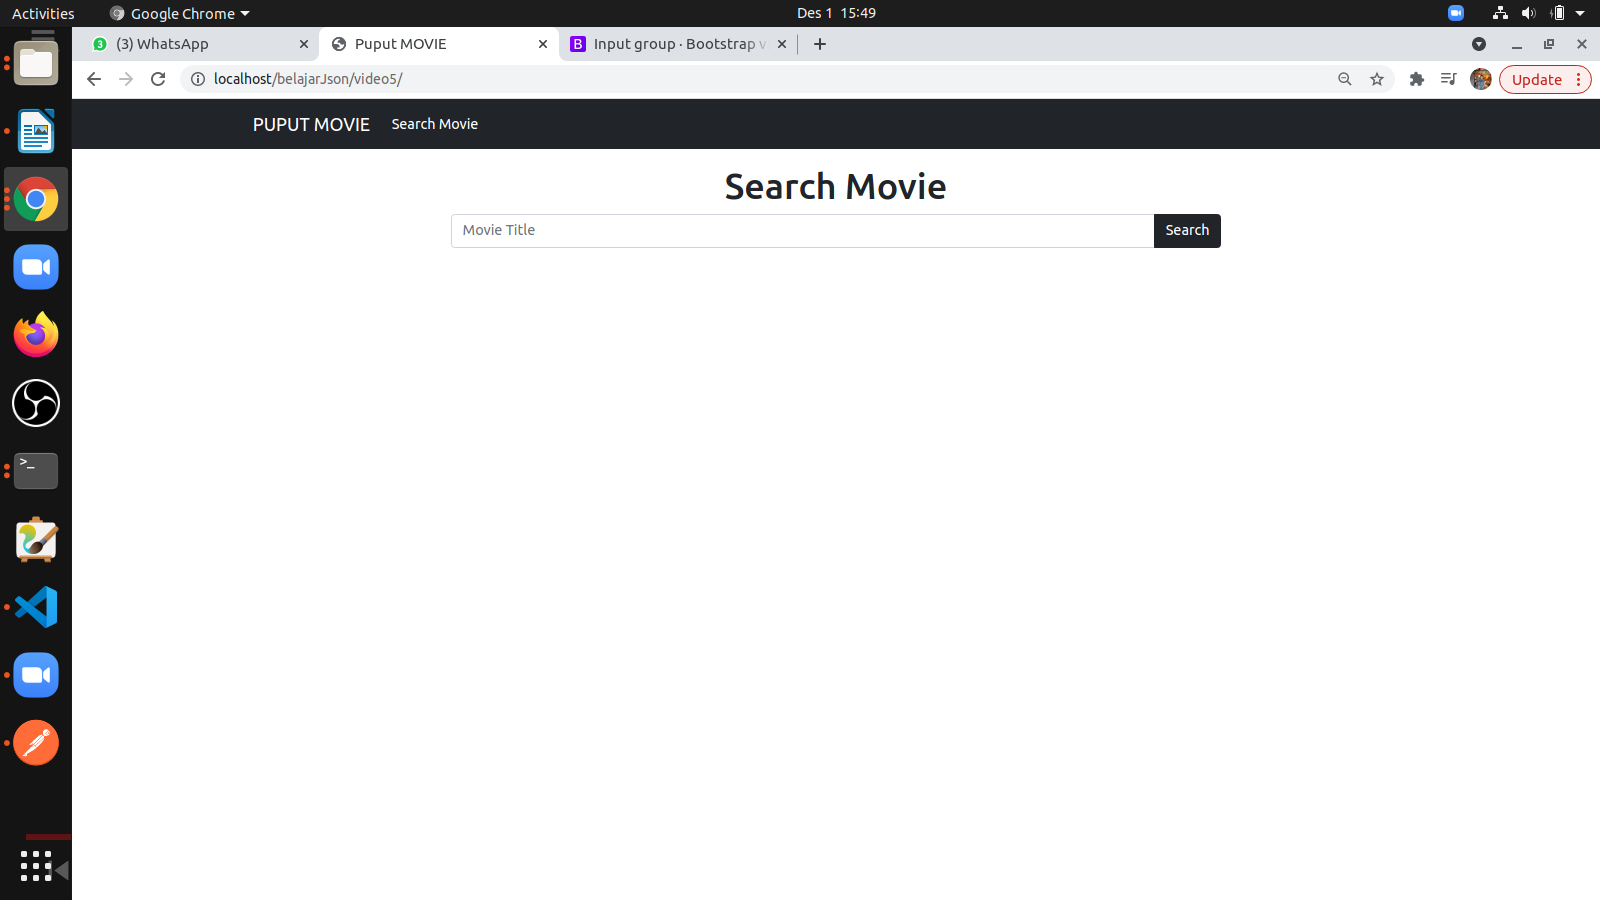 Activities
Google Chrome
Des 1 15:49
3
(3) WhatsApp
Puput MOVIE
B
Input group · Bootstrap v
localhost/belajarJson/video5/
Update
PUPUT MOVIE
Search Movie
Search Movie
Movie Title
Search
>_